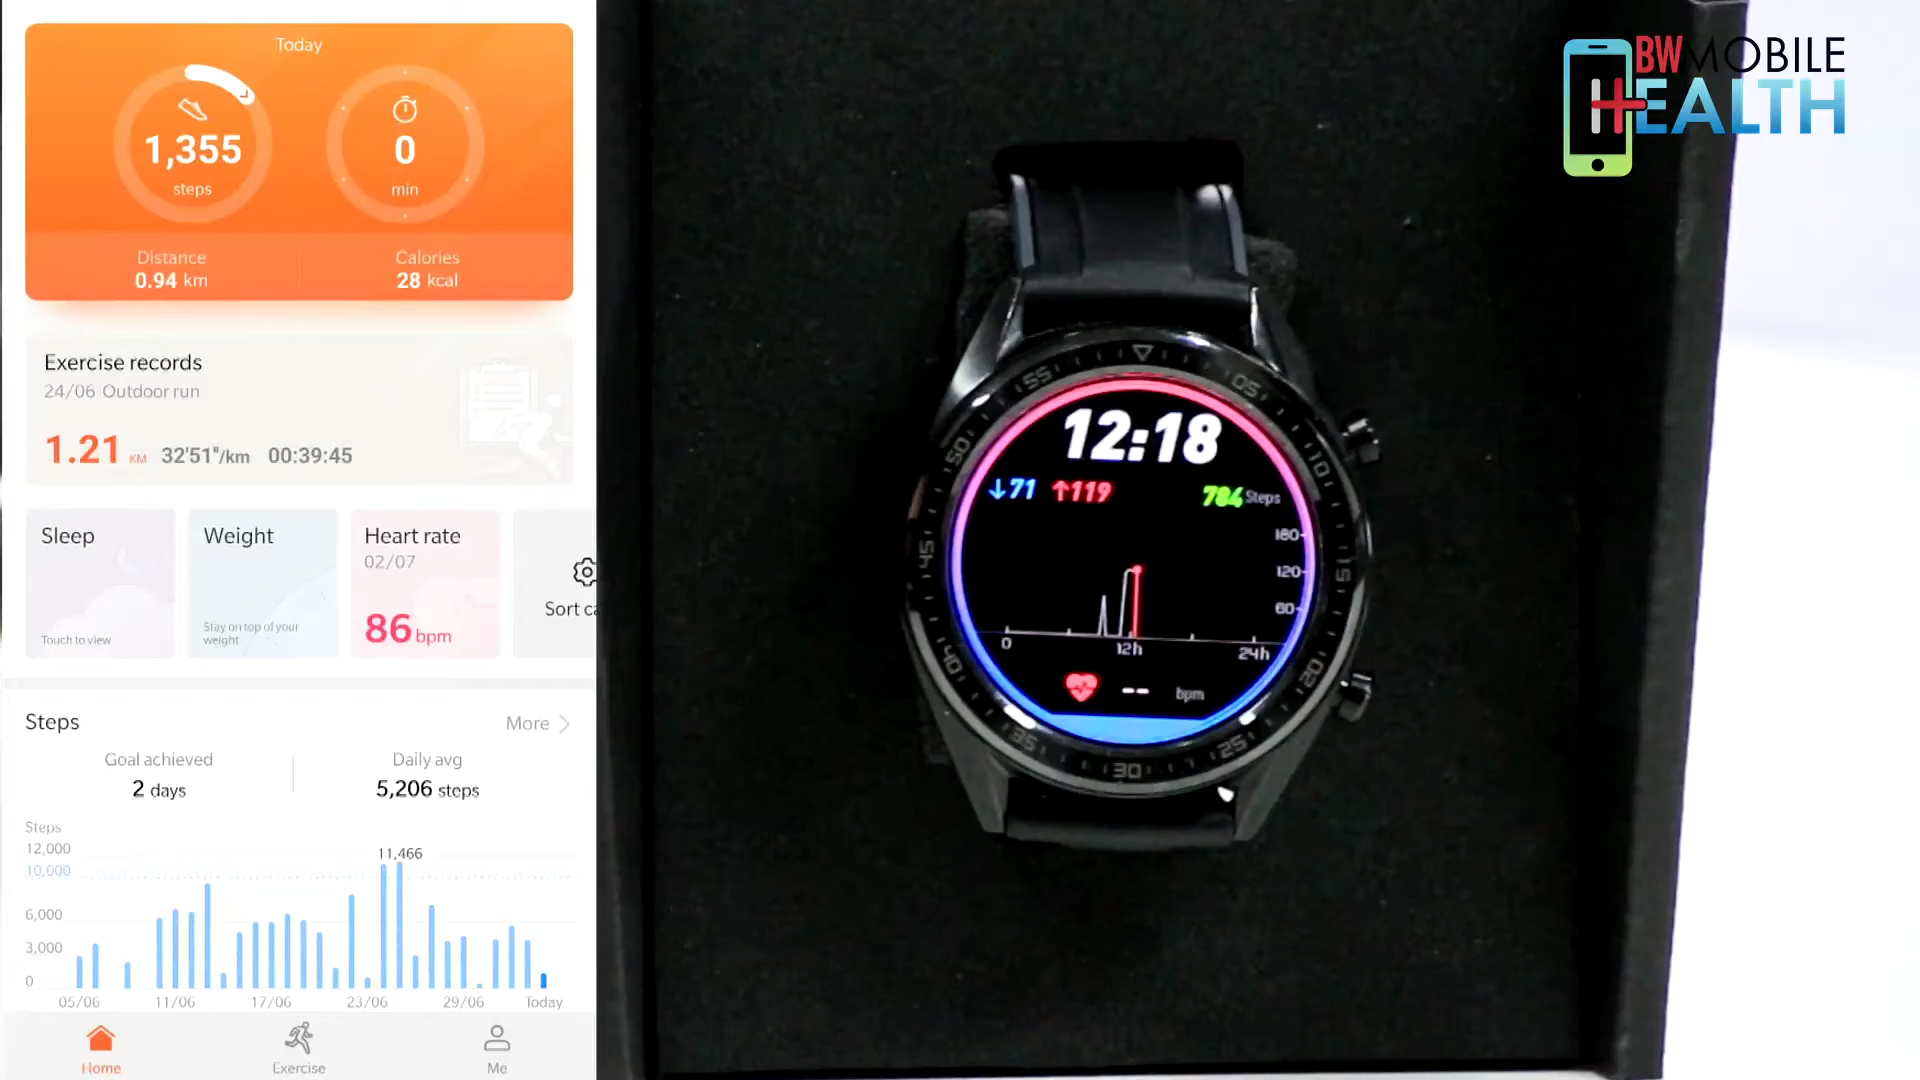 Today
1,355
steps
0
min
Distance
0.94 km
Calories
28 kcal
Exercise records
24/06 Outdoor run
1.21 KM 32'51"/km 00:39:45
Sleep
Touch to view
Weight
Stay on top of your
weight
Heart rate
02/07
86 bpm
Sort ca
Steps
More
Goal achieved
2 days
Daily avg
5,206 steps
Steps
12,000
10,000
6,000
3,000
0
11,466
05/06 11/06 17/06 23/06 29/06 Today
Home
Exercise
Me
BWMOBILE
HEALTH
55 05
50 10
45 15
40 20
35 30 25
12:18
↓71 ↑119 784 Steps
180
120
60
0 12h 24h
-- bpm